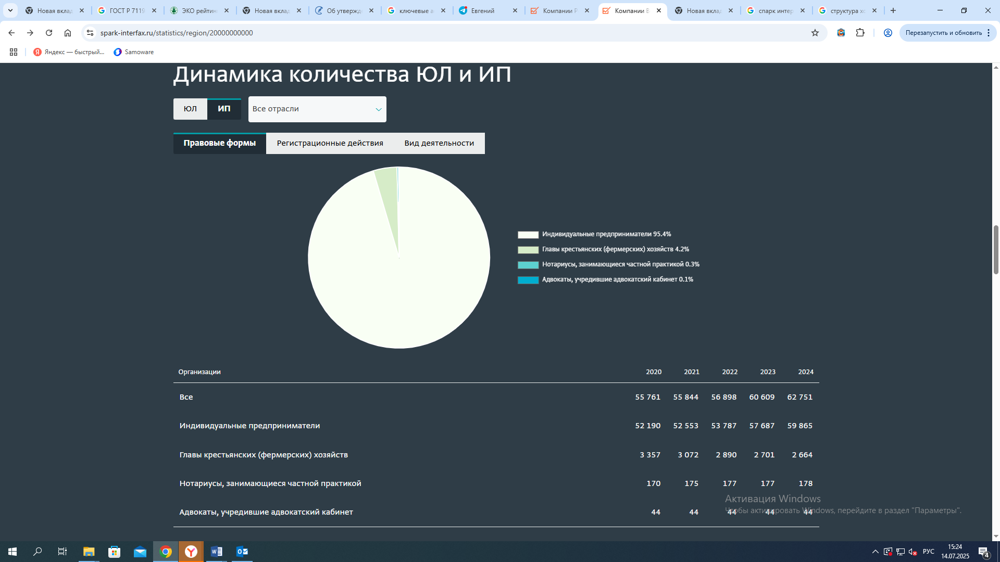 Новая вклад
ГОСТ Р 7119
ЭКО рейтин
Новая вклад
Об утвержде
ключевые а
Евгений
Компании Р
Компании В
Новая вклад
спарк интер
структура хо
spark-interfax.ru/statistics/region/20000000000
Перезапустить и обновить
Яндекс — быстрый...
Samoware
Динамика количества ЮЛ и ИП
ЮЛ
ИП
Все отрасли
Правовые формы
Регистрационные действия
Вид деятельности
Индивидуальные предприниматели 95.4%
Главы крестьянских (фермерских) хозяйств 4.2%
Нотариусы, занимающиеся частной практикой 0.3%
Адвокаты, учредившие адвокатский кабинет 0.1%
Организации 2020 2021 2022 2023 2024
Все 55 761 55 844 56 898 60 609 62 751
Индивидуальные предприниматели 52 190 52 553 53 787 57 687 59 865
Главы крестьянских (фермерских) хозяйств 3 357 3 072 2 890 2 701 2 664
Нотариусы, занимающиеся частной практикой 170 175 177 177 178
Активация Windows
Чтобы активировать Windows, перейдите в раздел "Параметры".
Адвокаты, учредившие адвокатский кабинет 44 44 44 44 44
РУС
15:24
14.07.2025
4